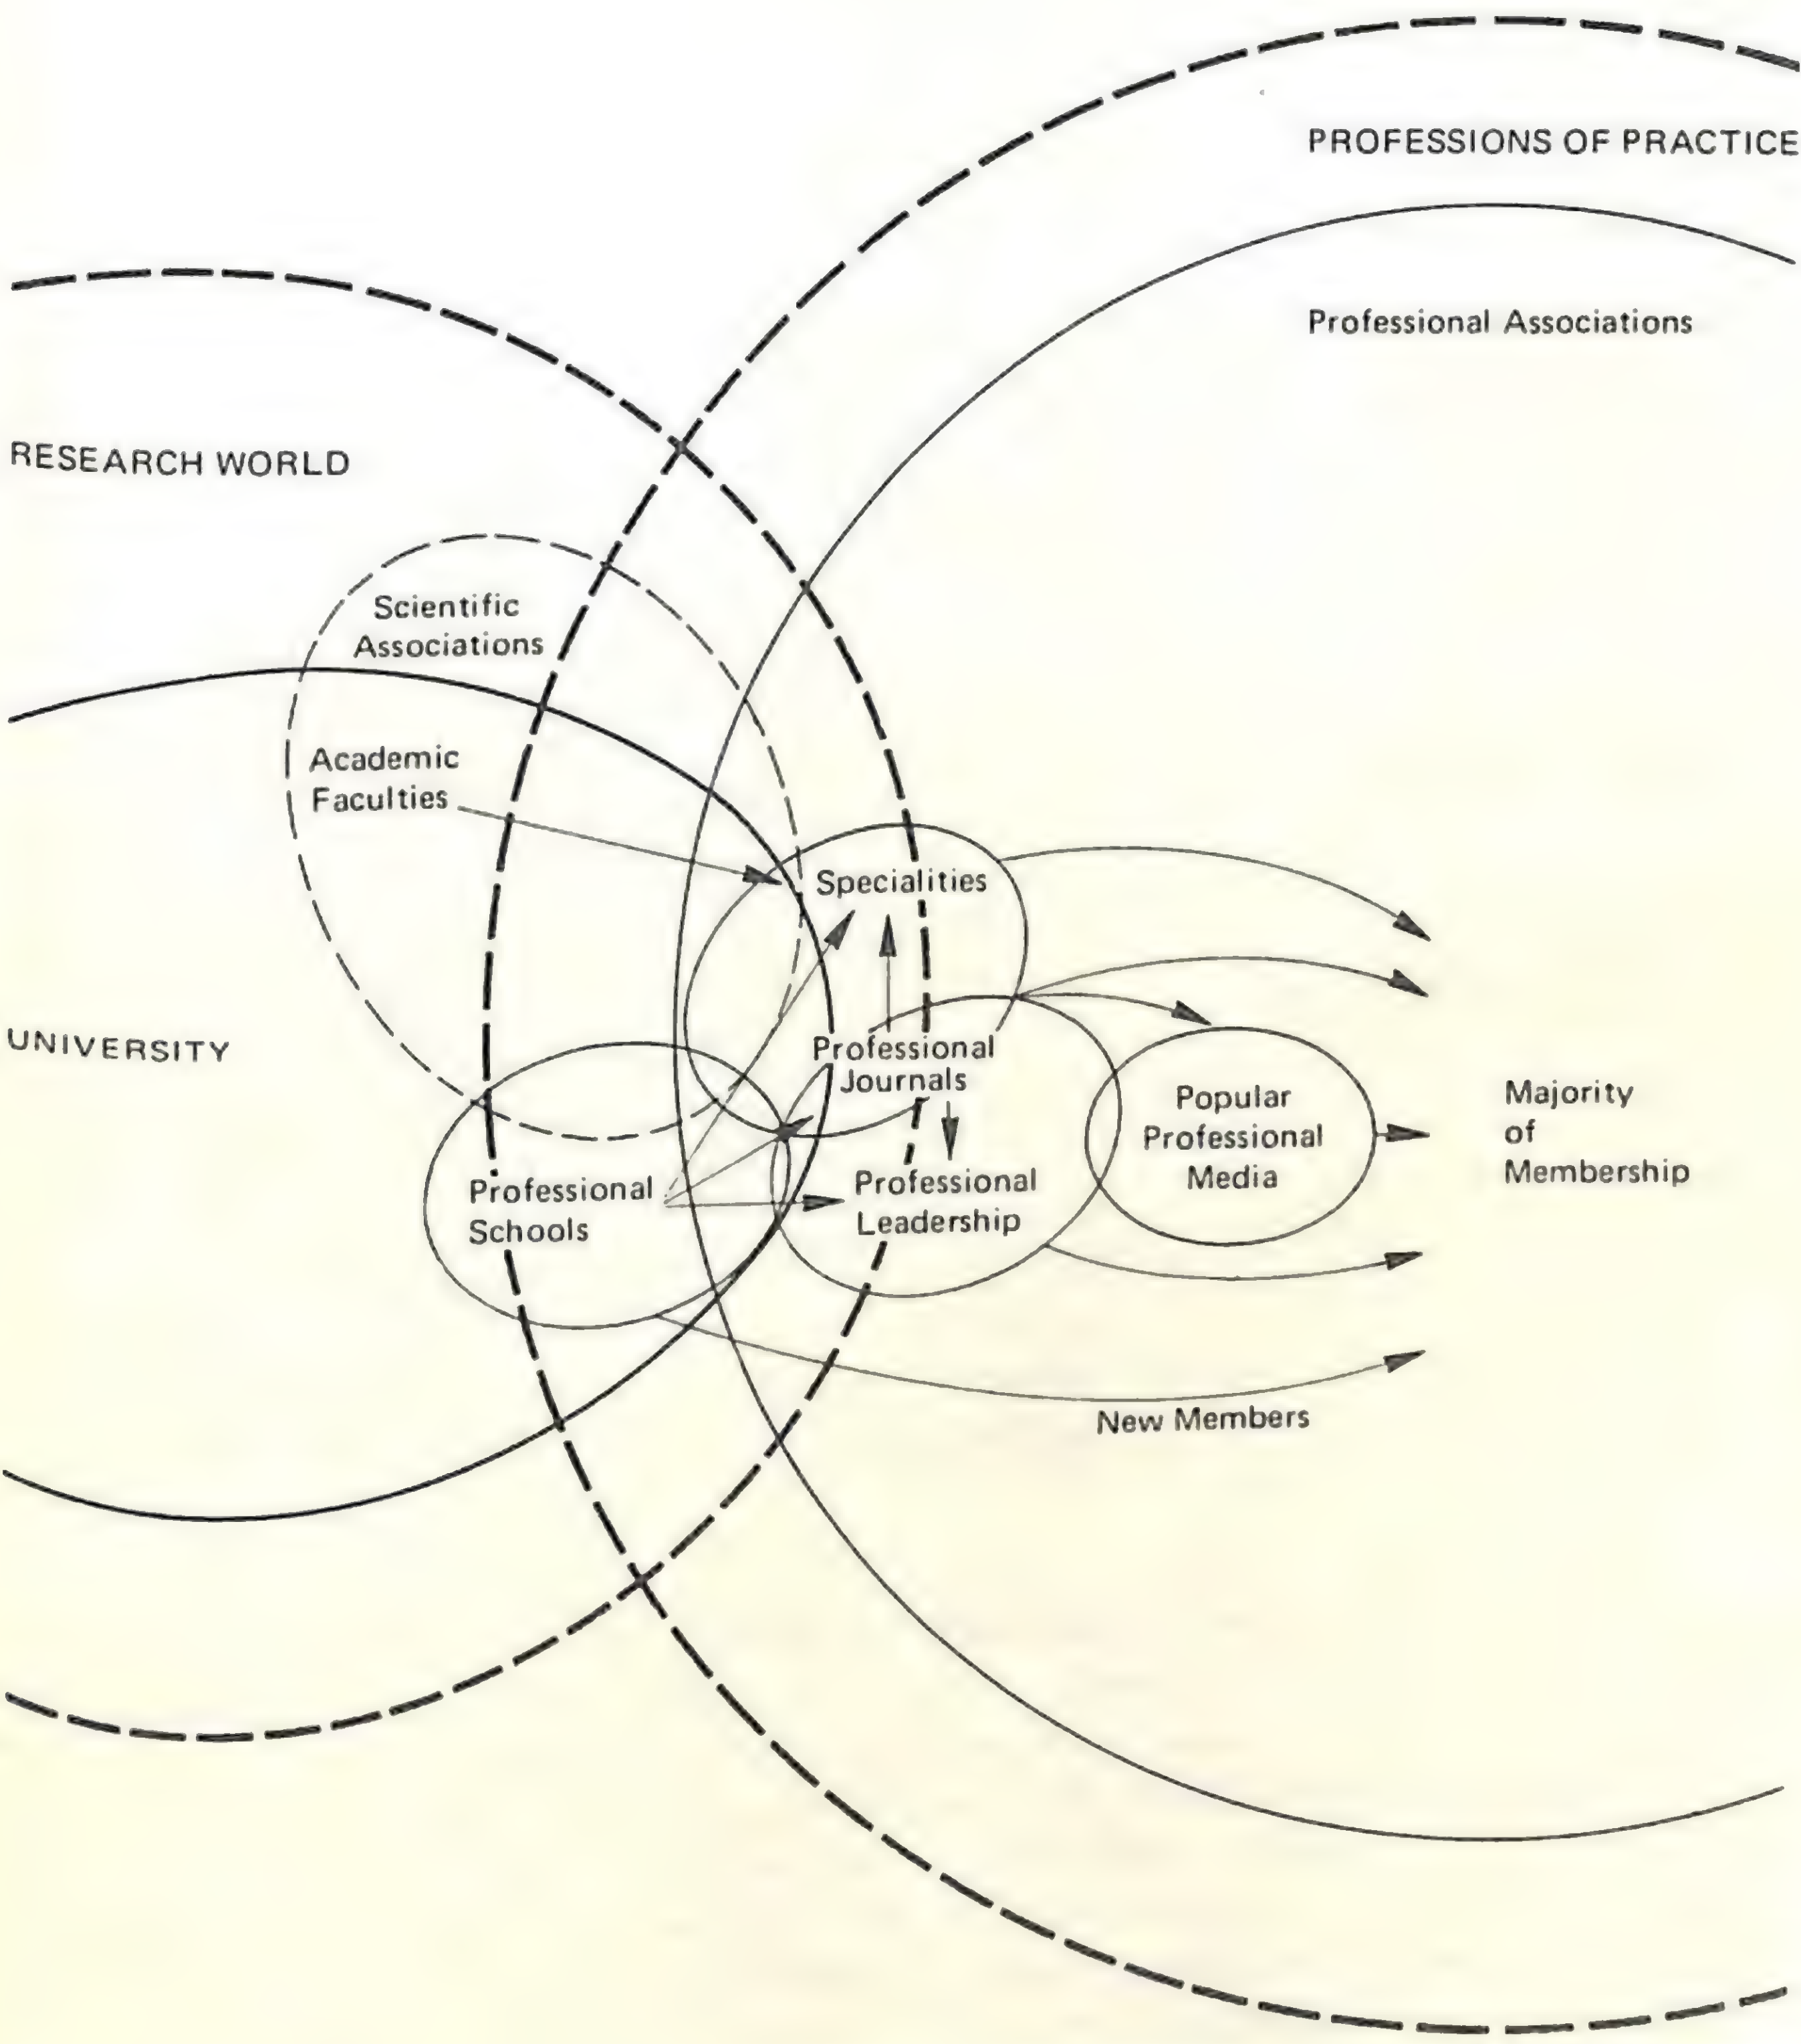 PROFESSIONS OF PRACTICE
Professional Associations
RESEARCH WORLD
Scientific
Associations
Academic
Faculties
Specialities
UNIVERSITY
Professional
Journals
Popular
Professional
Media
Majority
of
Membership
Professional
Schools
Professional
Leadership
New Members